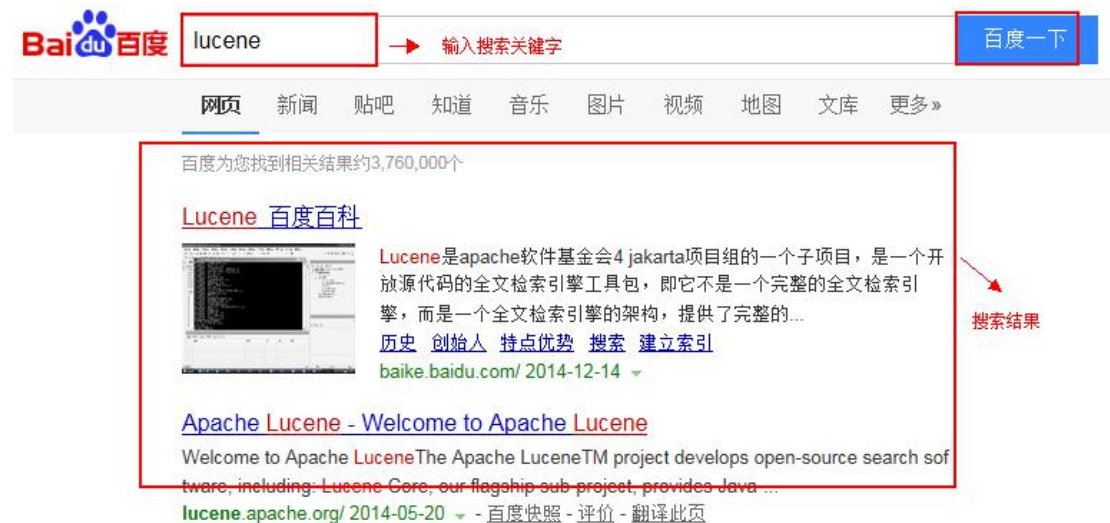 Bai du 百度 lucene 输入搜索关键字 百度一下
网页 新闻 贴吧 知道 音乐 图片 视频 地图 文库 更多»
百度为您找到相关结果约3,760,000个
Lucene 百度百科
Lucene是apache软件基金会4 jakarta项目组的一个子项目，是一个开
放源代码的全文检索引擎工具包，即它不是一个完整的全文检索引
擎，而是一个全文检索引擎的架构，提供了完整的...
搜索结果
历史 创始人 特点优势 搜索 建立索引
baike.baidu.com/ 2014-12-14
Apache Lucene - Welcome to Apache Lucene
Welcome to Apache LuceneThe Apache LuceneTM project develops open-source search sof
tware, including: Lucene Core, our flagship sub-project, provides Java ...
lucene.apache.org/ 2014-05-20 - 百度快照 - 评价 - 翻译此页